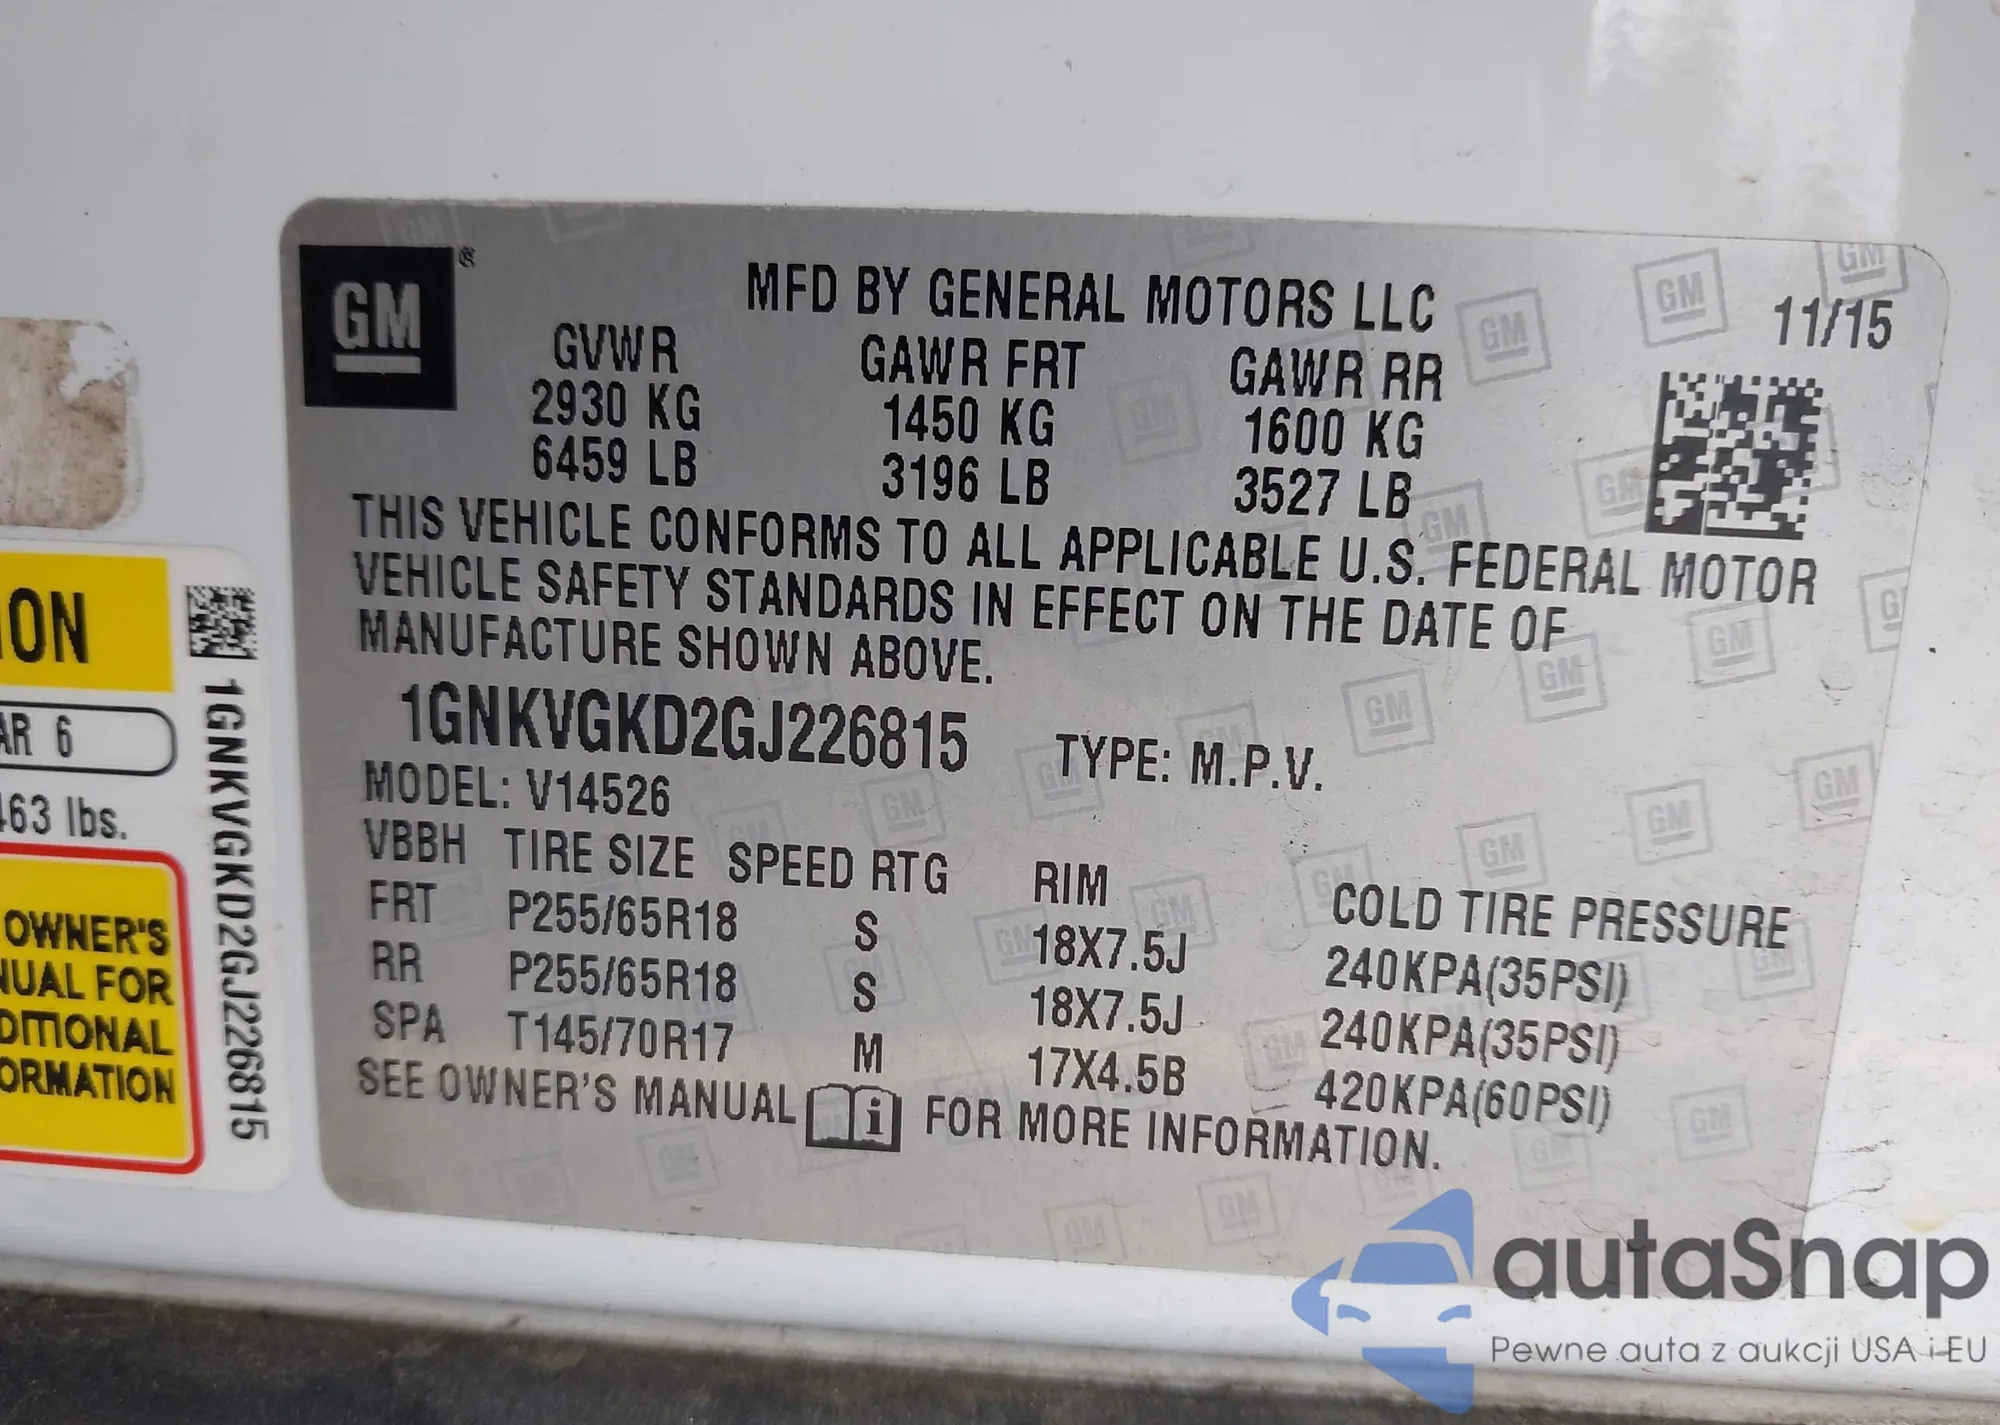 GM
®
MFD BY GENERAL MOTORS LLC
11/15
GVWR GAWR FRT GAWR RR
2930 KG 1450 KG 1600 KG
6459 LB 3196 LB 3527 LB
THIS VEHICLE CONFORMS TO ALL APPLICABLE U.S. FEDERAL MOTOR
VEHICLE SAFETY STANDARDS IN EFFECT ON THE DATE OF
MANUFACTURE SHOWN ABOVE.
1GNKVGKD2GJ226815 TYPE: M.P.V.
MODEL: V14526
VBBH TIRE SIZE SPEED RTG RIM COLD TIRE PRESSURE
FRT P255/65R18 S 18X7.5J 240KPA(35PSI)
RR P255/65R18 S 18X7.5J 240KPA(35PSI)
SPA T145/70R17 M 17X4.5B 420KPA(60PSI)
SEE OWNER'S MANUAL i FOR MORE INFORMATION.
ION
AR 6
463 lbs.
OWNER'S
NUAL FOR
DITIONAL
ORMATION
1GNKVGKD2GJ226815
autaSnap
Pewne auta z aukcji USA i EU